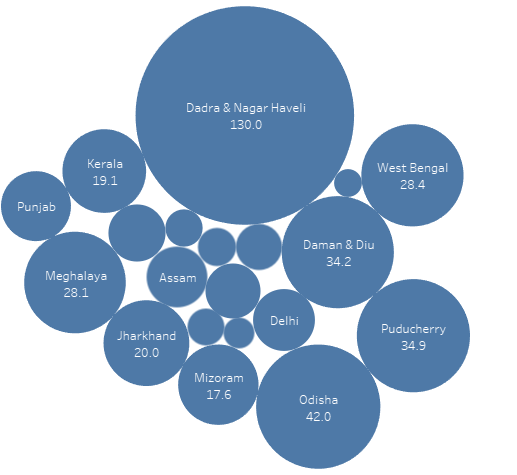 Dadra & Nagar Haveli
130.0
Kerala
19.1
West Bengal
28.4
Punjab
Daman & Diu
34.2
Meghalaya
28.1
Assam
Jharkhand
20.0
Delhi
Puducherry
34.9
Mizoram
17.6
Odisha
42.0